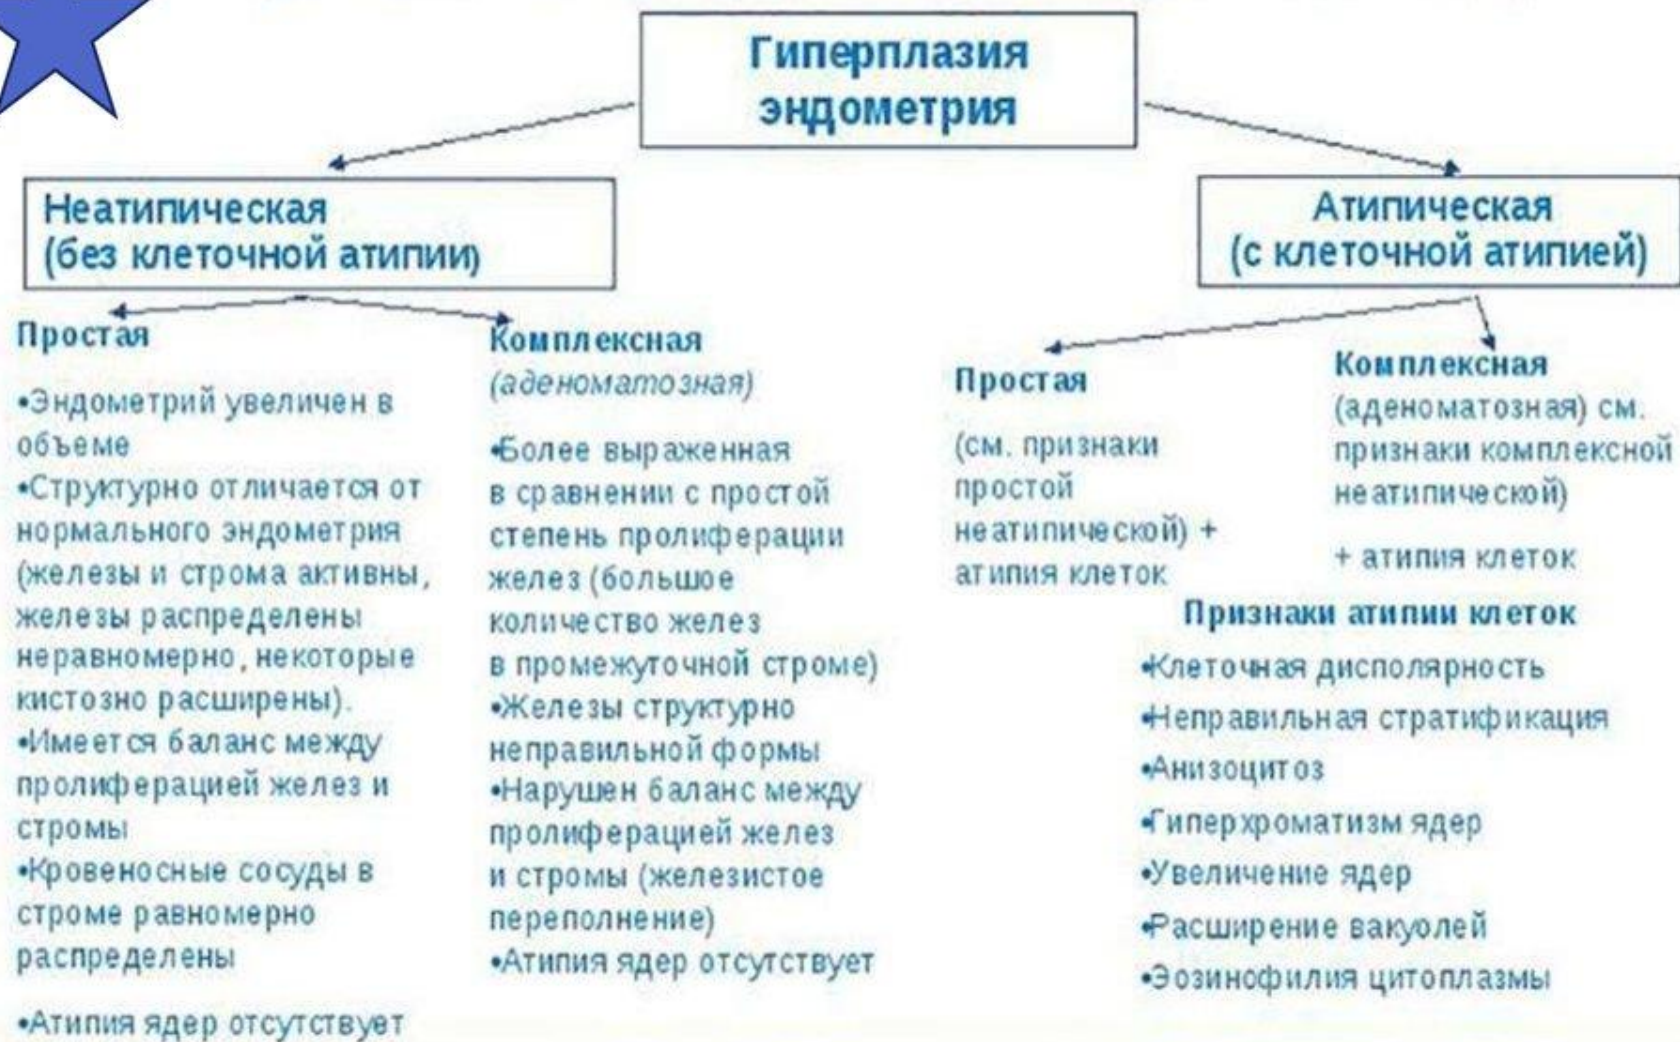 Гиперплазия
эндометрия
Неатипическая
(без клеточной атипии)
Атипическая
(с клеточной атипией)
Простая
•Эндометрий увеличен в
объеме
•Структурно отличается от
нормального эндометрия
(железы и строма активны,
железы распределены
неравномерно, некоторые
кистозно расширены).
•Имеется баланс между
пролиферацией желез и
стромы
•Кровеносные сосуды в
строме равномерно
распределены
•Атипия ядер отсутствует
Комплексная
(аденоматозная)
•Более выраженная
в сравнении с простой
степень пролиферации
желез (большое
количество желез
в промежуточной строме)
•Железы структурно
неправильной формы
•Нарушен баланс между
пролиферацией желез
и стромы (железистое
переполнение)
•Атипия ядер отсутствует
Простая
(см. признаки
простой
неатипической) +
атипия клеток
Комплексная
(аденоматозная) см.
признаки комплексной
неатипической)
+ атипия клеток
Признаки атипии клеток
•Клеточная дисполярность
•Неправильная стратификация
•Анизоцитоз
•Гиперхроматизм ядер
•Увеличение ядер
•Расширение вакуолей
•Эозинофилия цитоплазмы